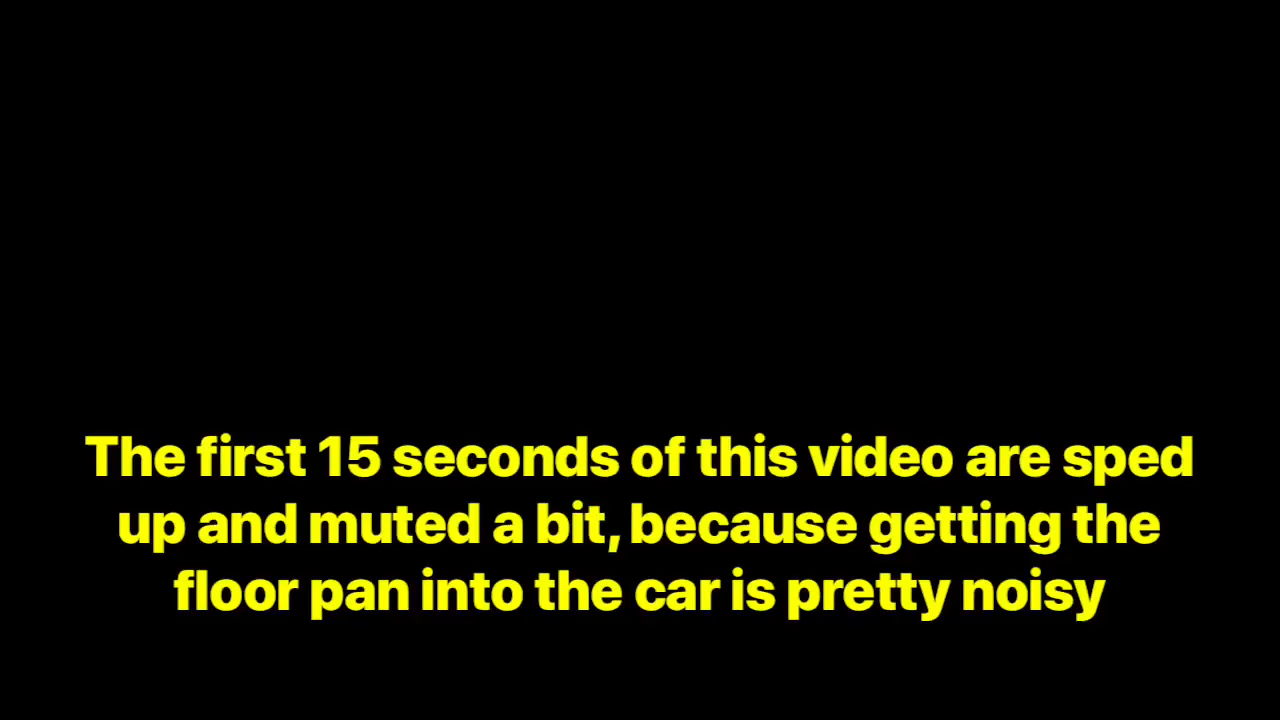 The first 15 seconds of this video are sped
up and muted a bit, because getting the
floor pan into the car is pretty noisy